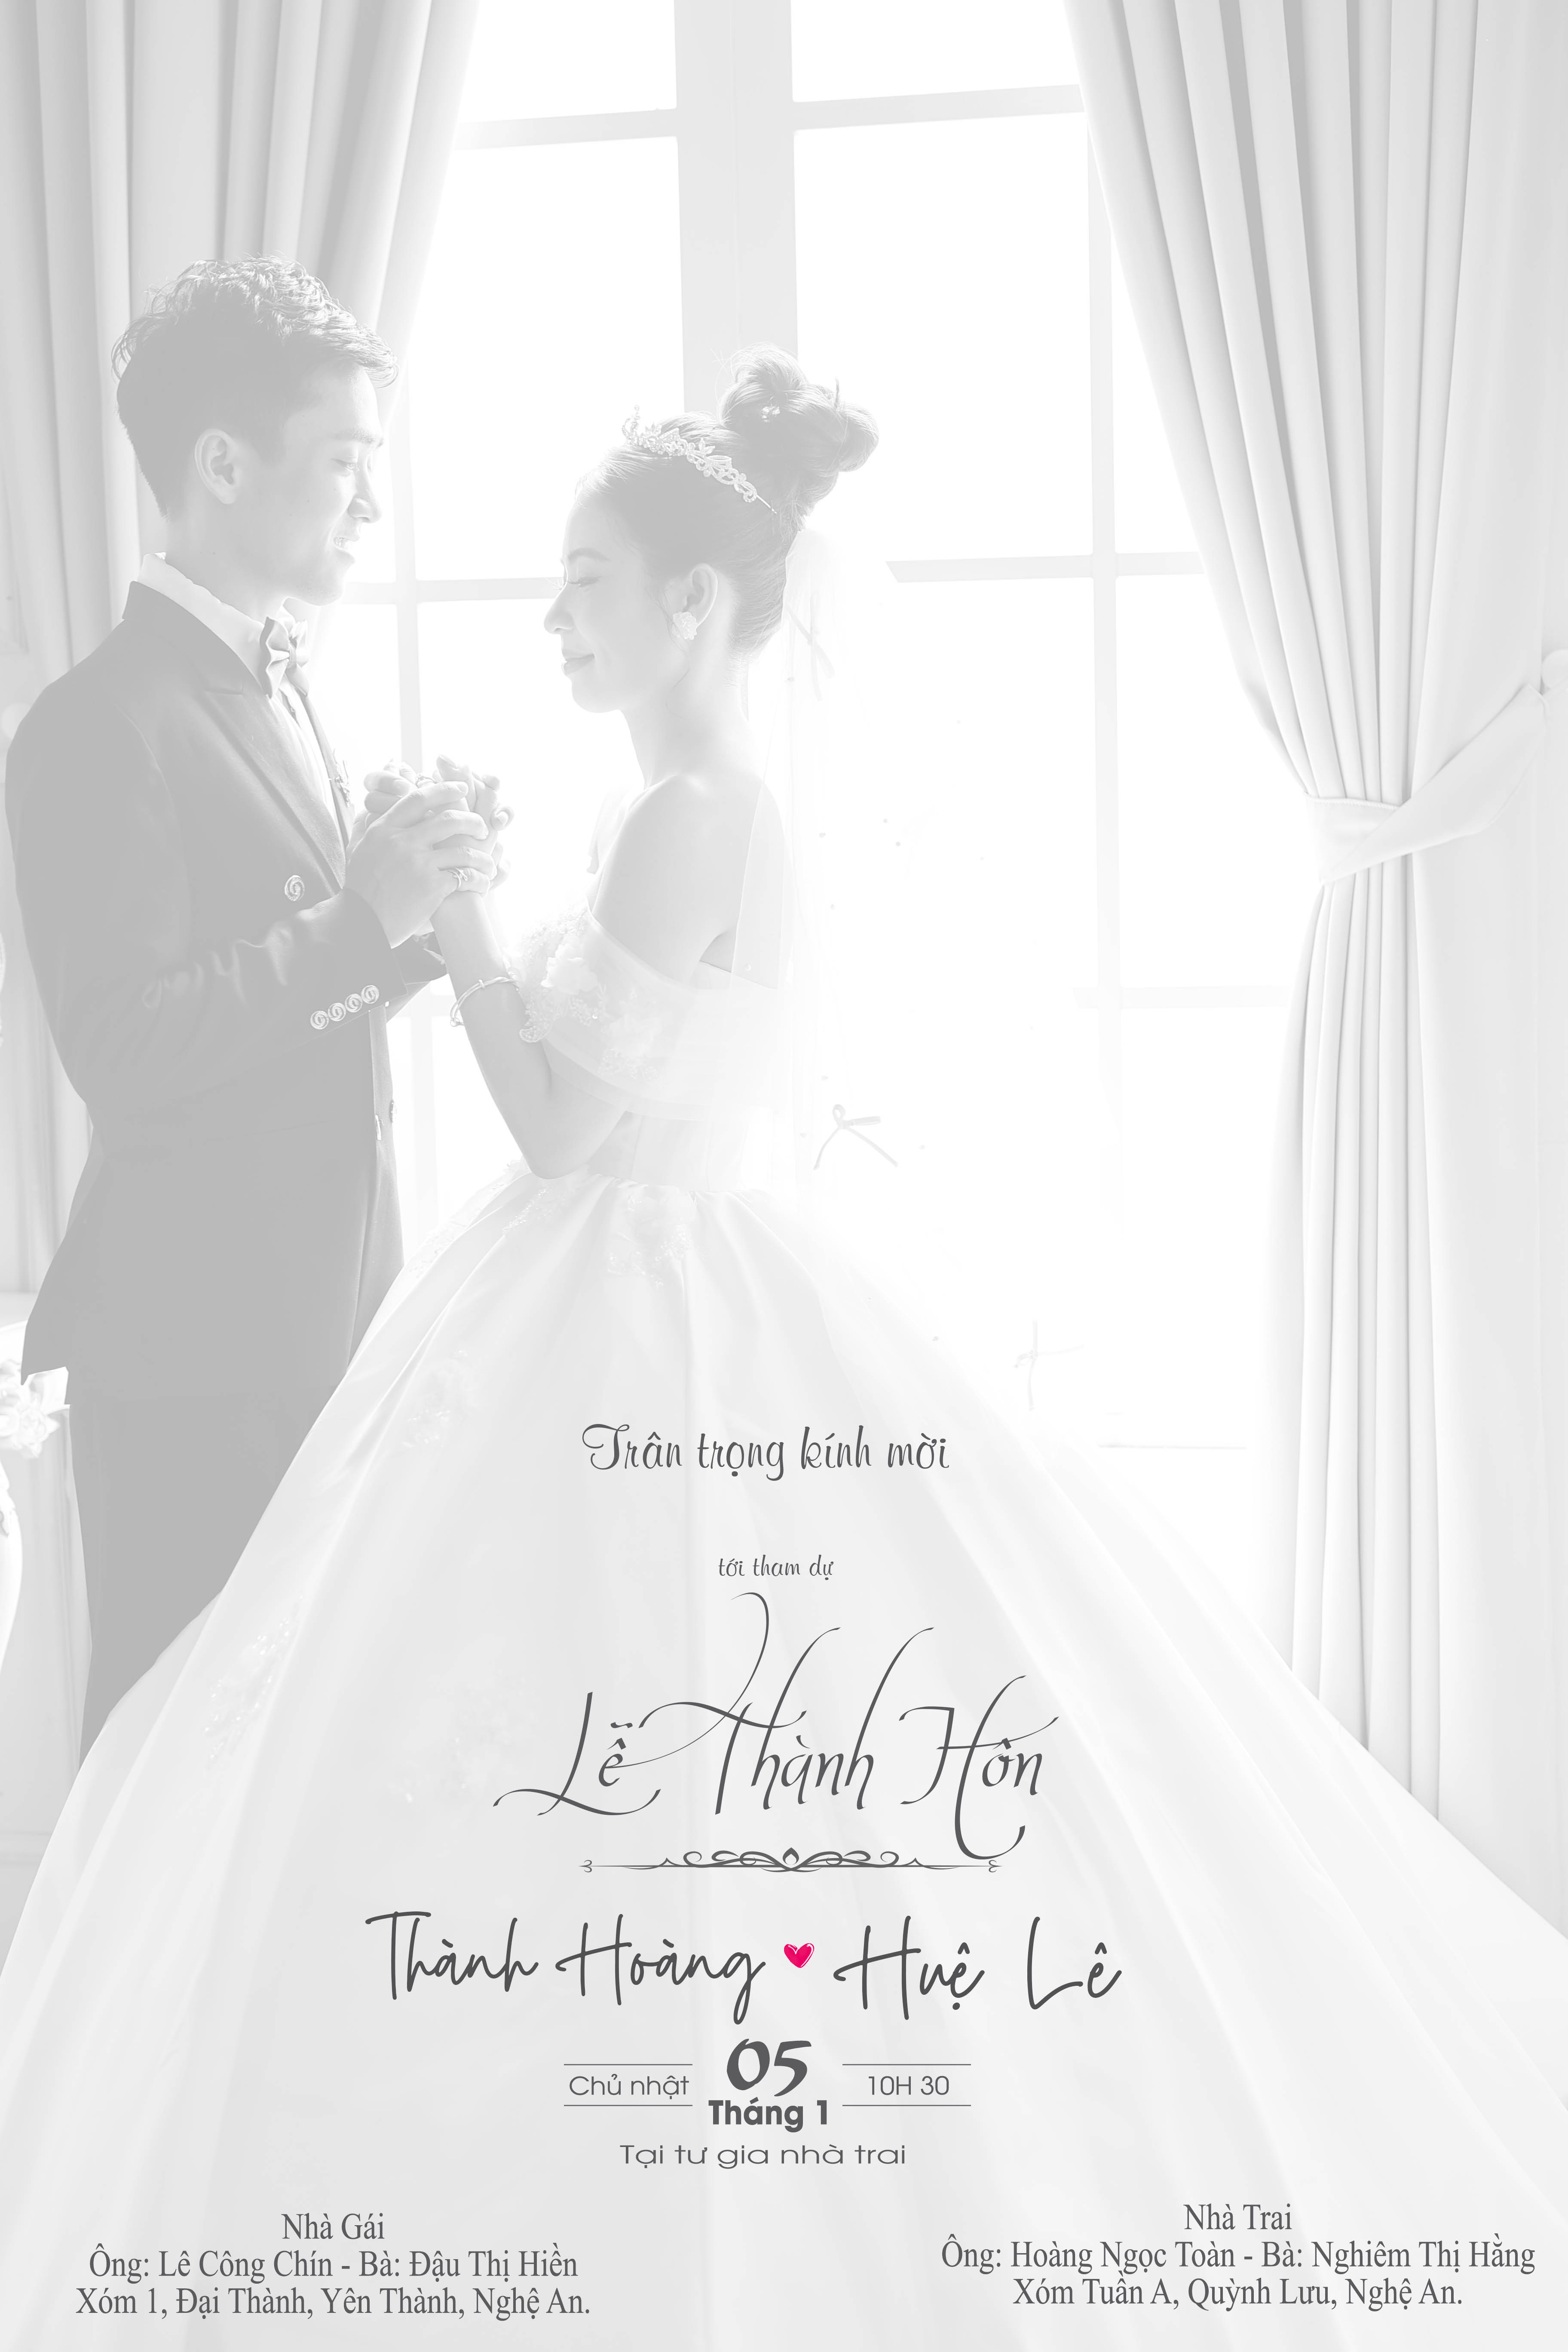 Trân trọng kính mời
tới tham dự
Lễ Thành Hôn
Thành Hoàng Huệ Lê
Chủ nhật 05 10H 30
Tháng 1
Tại tư gia nhà trai
Nhà Gái
Ông: Lê Công Chín - Bà: Đậu Thị Hiền
Xóm 1, Đại Thành, Yên Thành, Nghệ An.
Nhà Trai
Ông: Hoàng Ngọc Toàn - Bà: Nghiêm Thị Hằng
Xóm Tuần A, Quỳnh Lưu, Nghệ An.